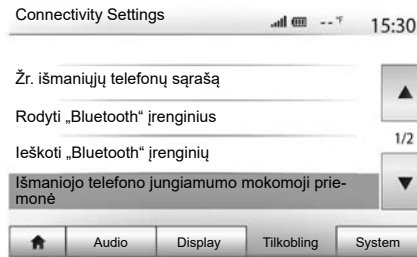 Connectivity Settings
-- °F
15:30
Žr. išmaniųjų telefonų sąrašą
Rodyti „Bluetooth“ įrenginius
1/2
Ieškoti „Bluetooth“ įrenginių
Išmaniojo telefono jungiamumo mokomoji prie-
monė
Audio
Display
Tilkobling
System